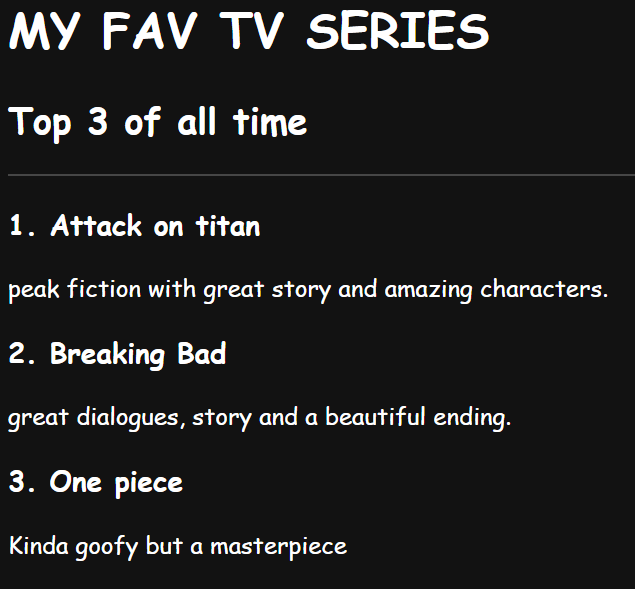 MY FAV TV SERIES
Top 3 of all time
1. Attack on titan
peak fiction with great story and amazing characters.
2. Breaking Bad
great dialogues, story and a beautiful ending.
3. One piece
Kinda goofy but a masterpiece